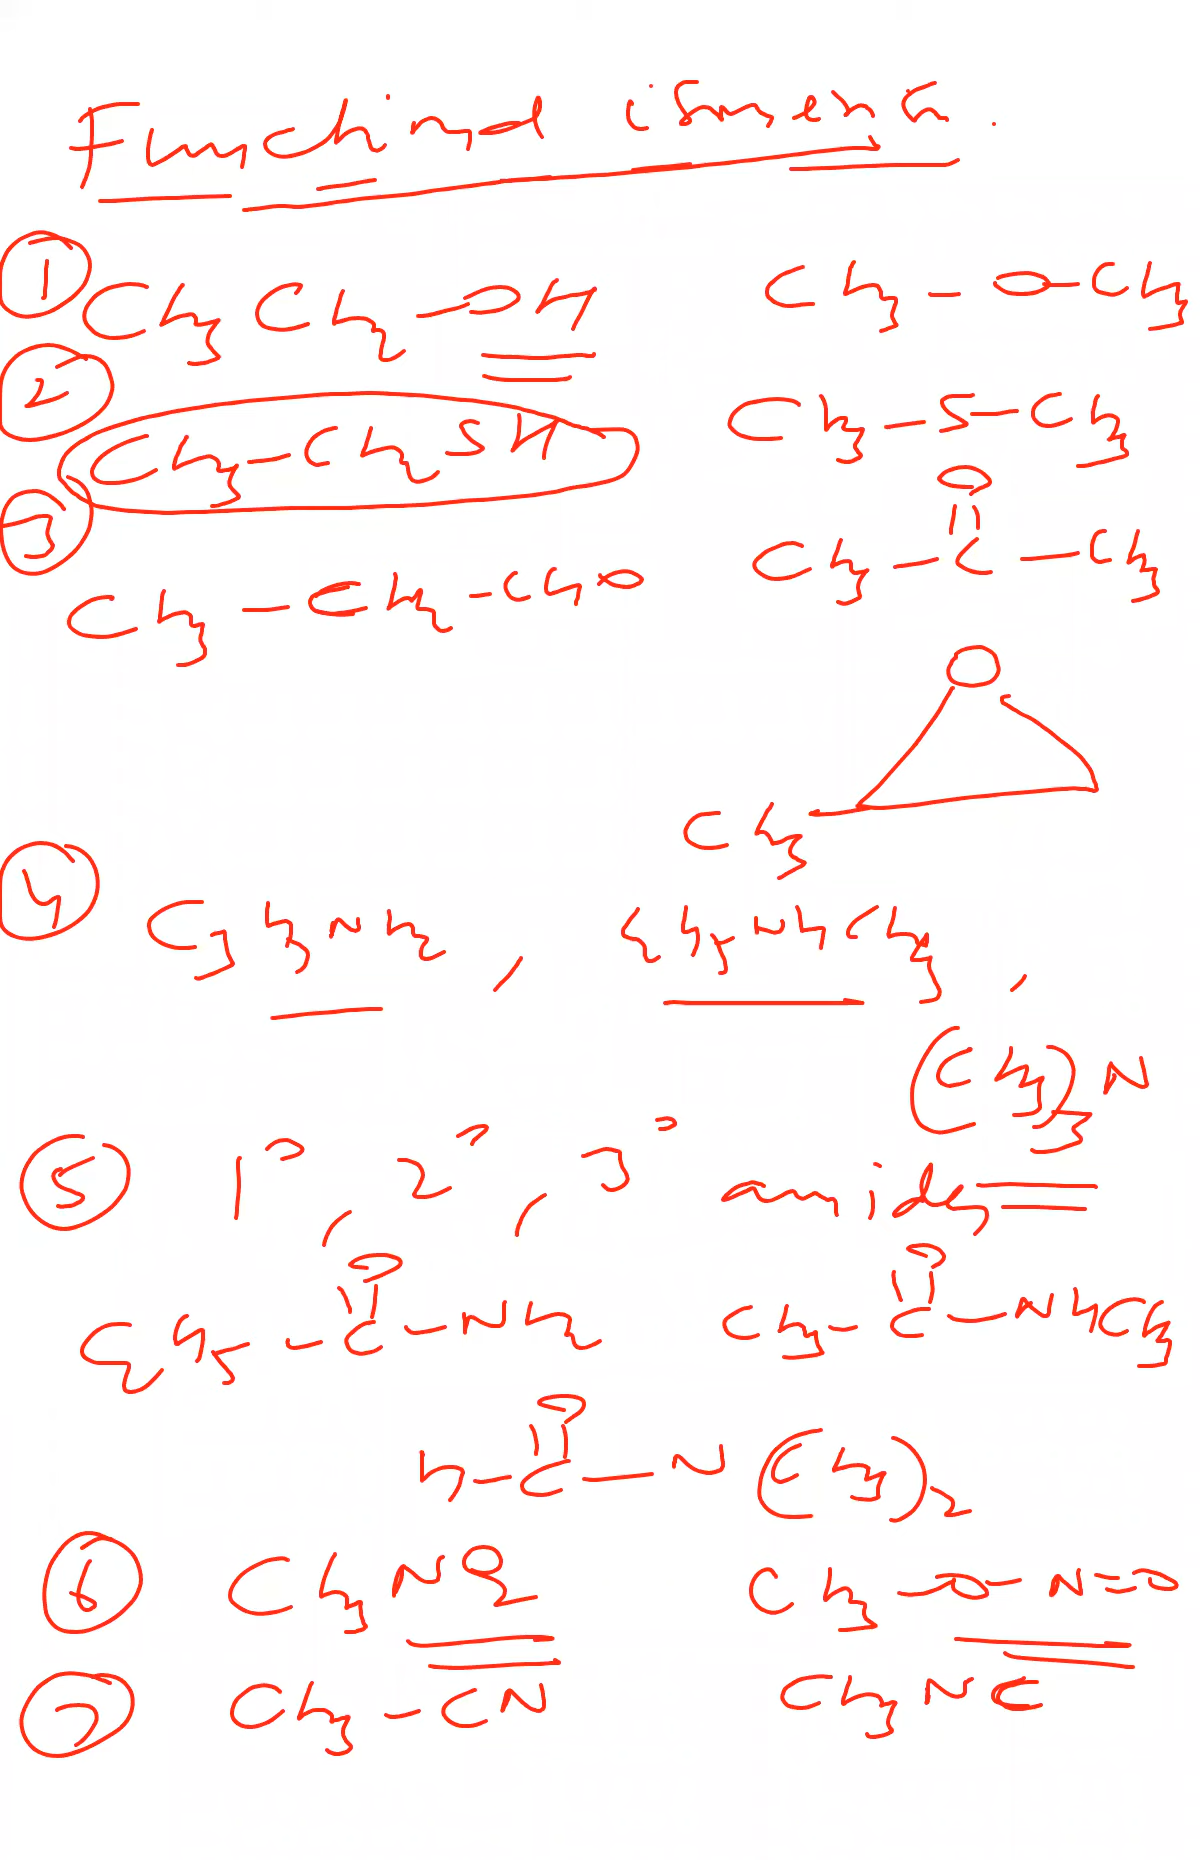 Functional isomers.
① CH₃CH₂-OH CH₃-O-CH₃
② CH₃-CH₂SH CH₃-S-CH₃
③ CH₃-CH₂-CHO CH₃-C-CH₃
O
O
CH₃
④ C₃H₇NH₂, C₂H₅NHCH₃,
(CH₃)₃N
⑤ 1°, 2°, 3° amides
O O
C₂H₅-C-NH₂ CH₃-C-NHCH₃
O
H-C-N(CH₃)₂
⑥ CH₃NO₂ CH₃-O-N=O
⑦ CH₃-CN CH₃NC